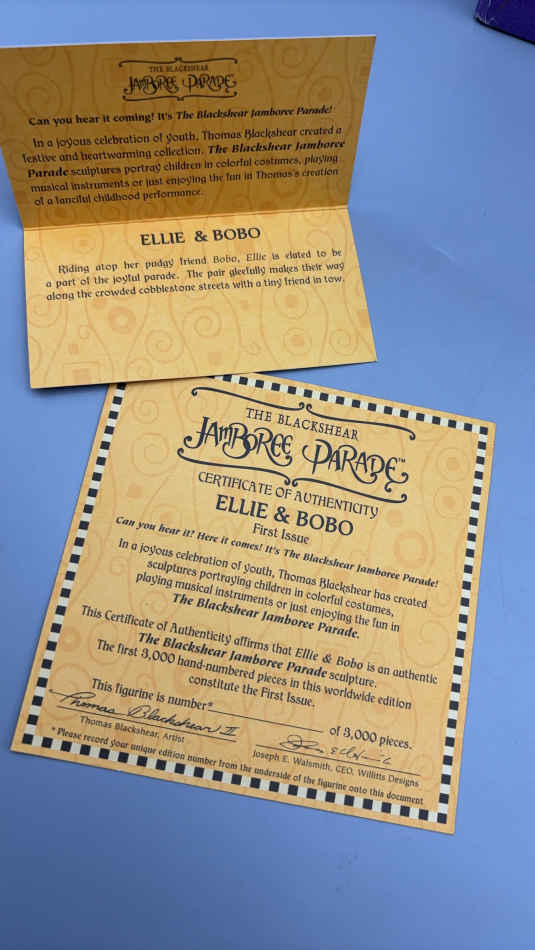 THE BLACKSHEAR
JAMBOREE PARADE
Can you hear it coming! It's The Blackshear Jamboree Parade!
In a joyous celebration of youth, Thomas Blackshear created a
festive and heartwarming collection. The Blackshear Jamboree
Parade sculptures portray children in colorful costumes, playing
musical instruments or just enjoying the fun in Thomas's creation
of a fanciful childhood performance.
ELLIE & BOBO
Riding atop her pudgy friend Bobo, Ellie is elated to be
a part of the joyful parade. The pair gleefully makes their way
along the crowded cobblestone streets with a tiny friend in tow.
THE BLACKSHEAR
JAMBOREE PARADE™
CERTIFICATE OF AUTHENTICITY
ELLIE & BOBO
First Issue
Can you hear it? Here it comes! It's The Blackshear Jamboree Parade!
In a joyous celebration of youth, Thomas Blackshear has created
sculptures portraying children in colorful costumes,
playing musical instruments or just enjoying the fun in
The Blackshear Jamboree Parade.
This Certificate of Authenticity affirms that Ellie & Bobo is an authentic
The Blackshear Jamboree Parade sculpture.
The first 3,000 hand-numbered pieces in this worldwide edition
constitute the First Issue.
This figurine is number* of 3,000 pieces.
Thomas Blackshear II
Thomas Blackshear, Artist
Joseph E. Walsmith, CEO, Willitts Designs
* Please record your unique edition number from the underside of the figurine onto this document